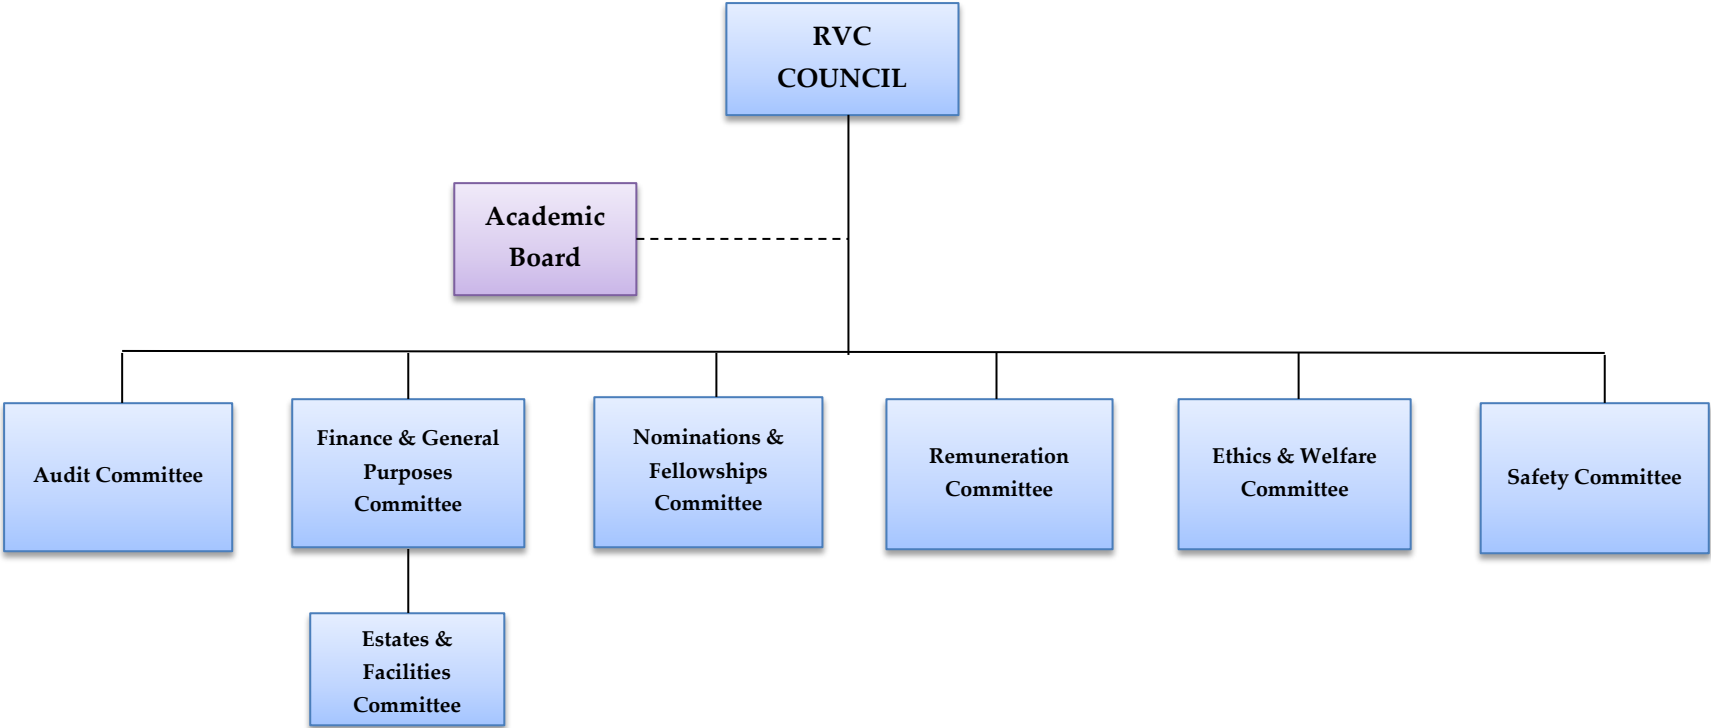 RVC
COUNCIL
Academic
Board
Audit Committee
Finance & General
Purposes
Committee
Nominations &
Fellowships
Committee
Remuneration
Committee
Ethics & Welfare
Committee
Safety Committee
Estates &
Facilities
Committee